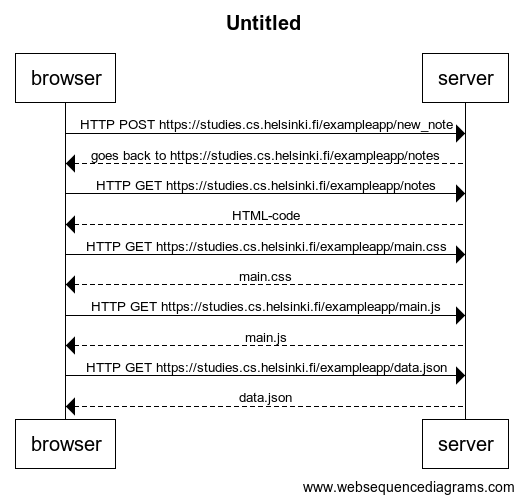 Untitled
browser
server
HTTP POST https://studies.cs.helsinki.fi/exampleapp/new_note
goes back to https://studies.cs.helsinki.fi/exampleapp/notes
HTTP GET https://studies.cs.helsinki.fi/exampleapp/notes
HTML-code
HTTP GET https://studies.cs.helsinki.fi/exampleapp/main.css
main.css
HTTP GET https://studies.cs.helsinki.fi/exampleapp/main.js
main.js
HTTP GET https://studies.cs.helsinki.fi/exampleapp/data.json
data.json
browser
server
www.websequencediagrams.com